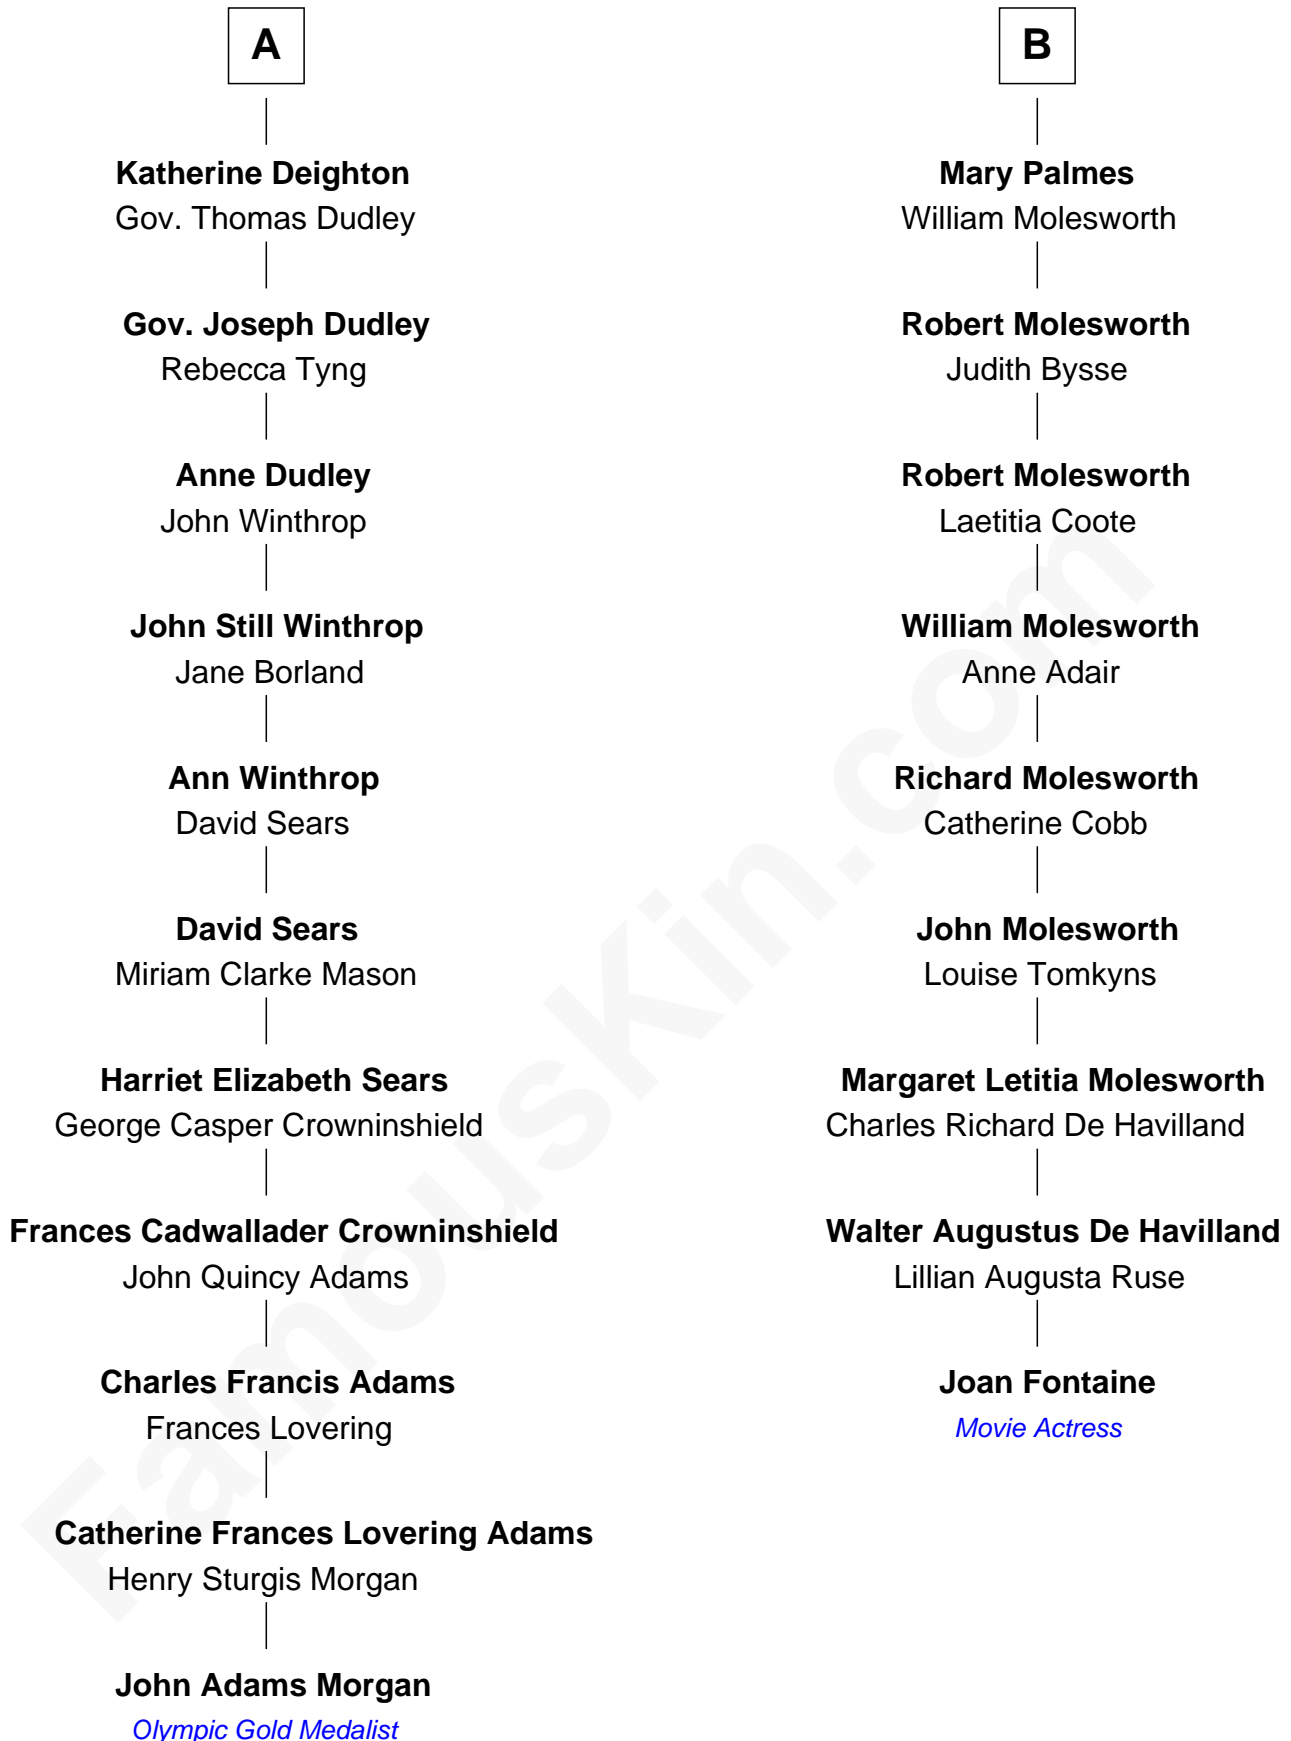 A
Katherine Deighton
Gov. Thomas Dudley
Gov. Joseph Dudley
Rebecca Tyng
Anne Dudley
John Winthrop
John Still Winthrop
Jane Borland
Ann Winthrop
David Sears
David Sears
Miriam Clarke Mason
Harriet Elizabeth Sears
George Casper Crowninshield
Frances Cadwallader Crowninshield
John Quincy Adams
Charles Francis Adams
Frances Lovering
Catherine Frances Lovering Adams
Henry Sturgis Morgan
John Adams Morgan
Olympic Gold Medalist
B
Mary Palmes
William Molesworth
Robert Molesworth
Judith Bysse
Robert Molesworth
Laetitia Coote
William Molesworth
Anne Adair
Richard Molesworth
Catherine Cobb
John Molesworth
Louise Tomkyns
Margaret Letitia Molesworth
Charles Richard De Havilland
Walter Augustus De Havilland
Lillian Augusta Ruse
Joan Fontaine
Movie Actress
FamousKin.com